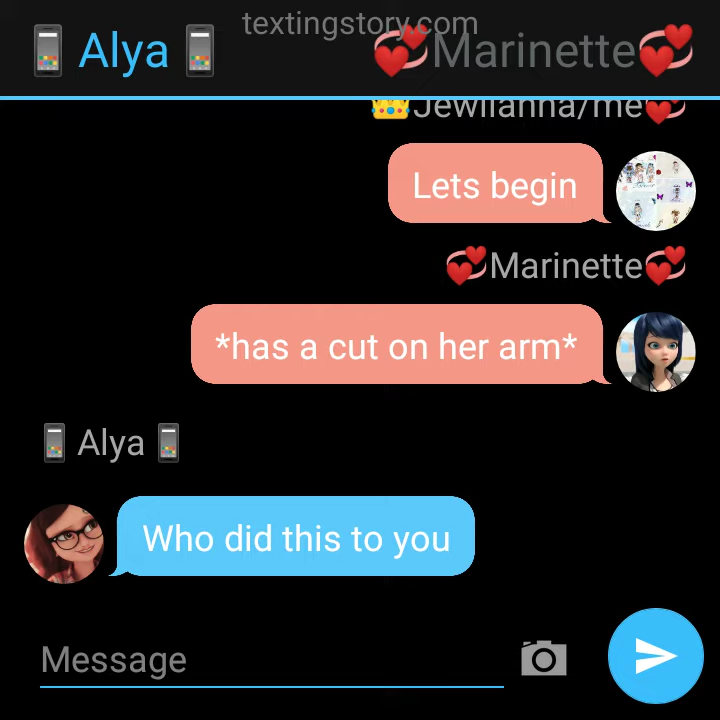 textingstory.com
📱 Alya 📱
💞Marinette💞
👑Jewlianna/me💞
Lets begin
💞Marinette💞
*has a cut on her arm*
📱 Alya 📱
Who did this to you
Message